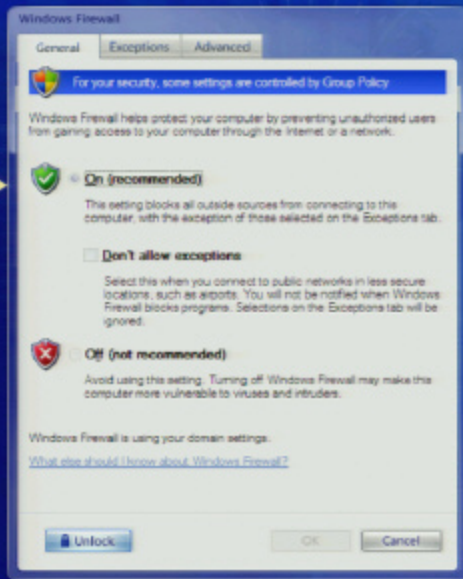 Windows Firewall
General Exceptions Advanced
For your security, some settings are controlled by Group Policy
Windows Firewall helps protect your computer by preventing unauthorized users
from gaining access to your computer through the Internet or a network.
On (recommended)
This setting blocks all outside sources from connecting to this
computer, with the exception of those selected on the Exceptions tab.
Don't allow exceptions
Select this when you connect to public networks in less secure
locations, such as airports. You will not be notified when Windows
Firewall blocks programs. Selections on the Exceptions tab will be
ignored.
Off (not recommended)
Avoid using this setting. Turning off Windows Firewall may make this
computer more vulnerable to viruses and intruders.
Windows Firewall is using your domain settings.
What else should I know about Windows Firewall?
Unlock OK Cancel